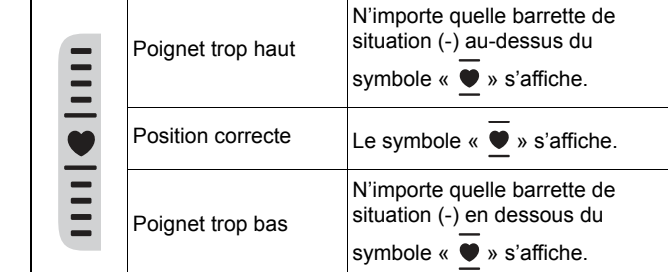 Poignet trop haut
N'importe quelle barrette de
situation (-) au-dessus du
symbole « ♥ » s'affiche.
Position correcte
Le symbole « ♥ » s'affiche.
Poignet trop bas
N'importe quelle barrette de
situation (-) en dessous du
symbole « ♥ » s'affiche.